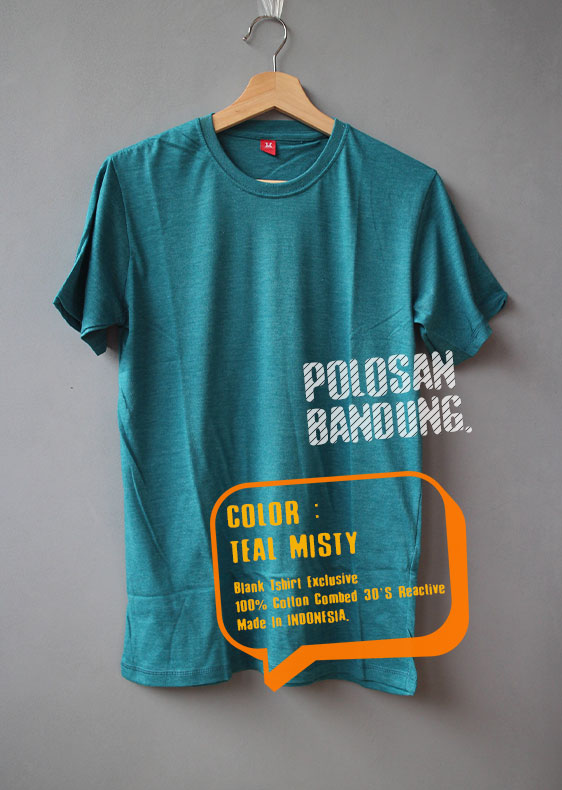 POLOSAN
BANDUNG.
COLOR :
TEAL MISTY
Blank Tshirt Exclusive
100% Cotton Combed 30'S Reactive
Made In INDONESIA.